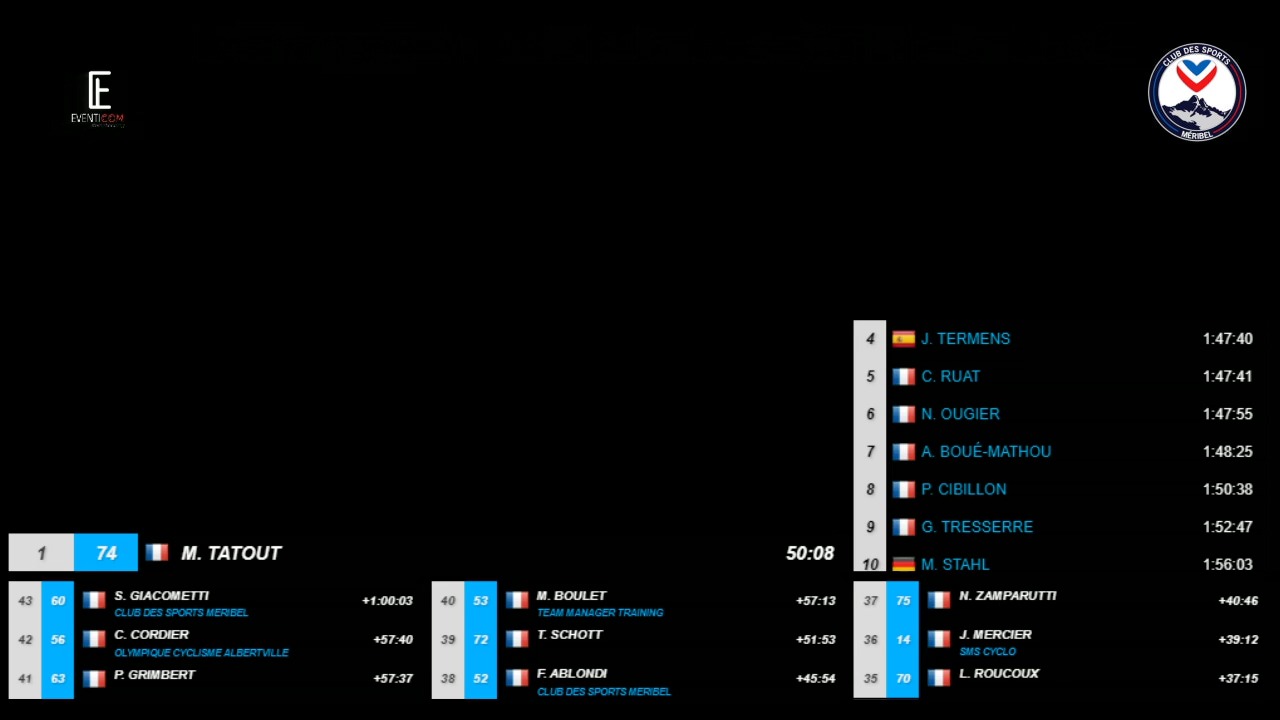 CLUB DES SPORTS
MÉRIBEL
EVENTICOM
4 J. TERMENS 1:47:40
5 C. RUAT 1:47:41
6 N. OUGIER 1:47:55
7 A. BOUÉ-MATHOU 1:48:25
8 P. CIBILLON 1:50:38
9 G. TRESSERRE 1:52:47
10 M. STAHL 1:56:03
1 74 M. TATOUT 50:08
43 60 S. GIACOMETTI +1:00:03
CLUB DES SPORTS MERIBEL
42 56 C. CORDIER +57:40
OLYMPIQUE CYCLISME ALBERTVILLE
41 63 P. GRIMBERT +57:37
40 53 M. BOULET +57:13
TEAM MANAGER TRAINING
39 72 T. SCHOTT +51:53
38 52 F. ABLONDI +45:54
CLUB DES SPORTS MERIBEL
37 75 N. ZAMPARUTTI +40:46
36 14 J. MERCIER +39:12
SMS CYCLO
35 70 L. ROUCOUX +37:15